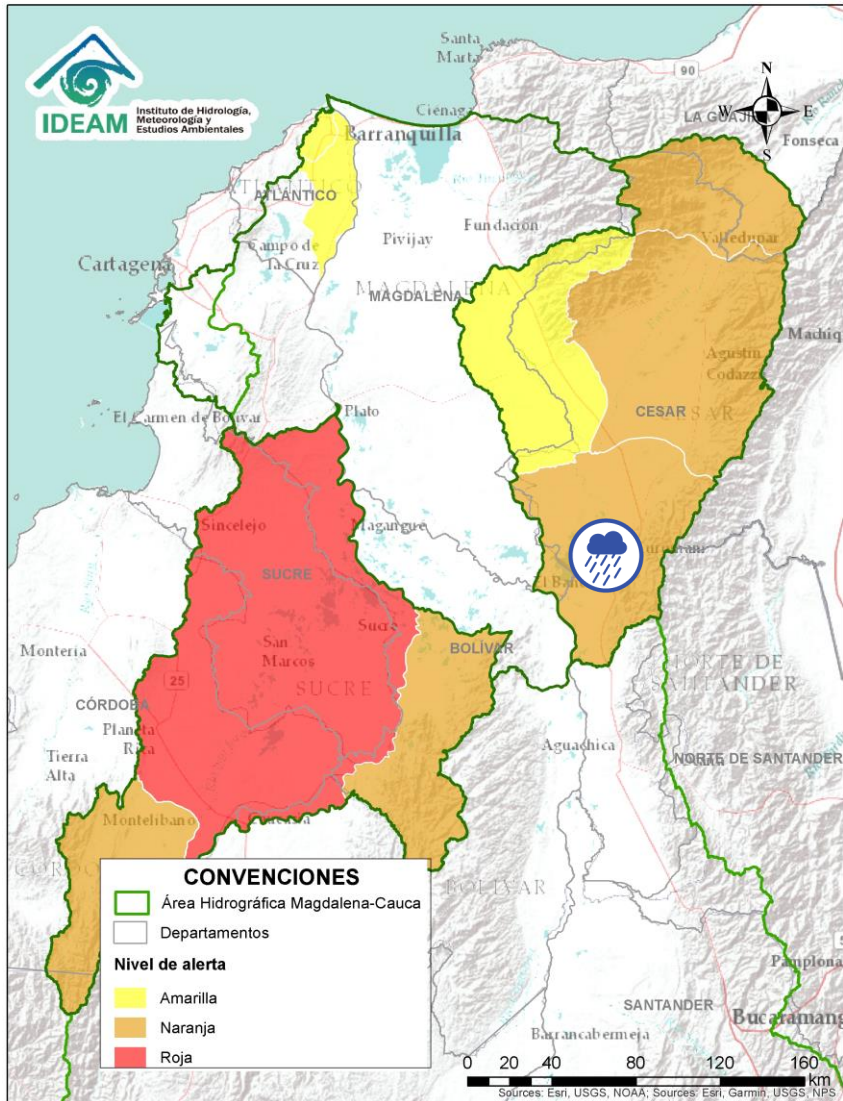 Santa
Marta
90
N
W
E
S
LA GUAJI
Fonseca
IDEAM
Instituto de Hidrología,
Meteorología y
Estudios Ambientales
Ciénaga
Barranquilla
ATLÁNTICO
Campo de
la Cruz
Pivijay
Fundación
Valledupar
Cartagena
MAGDALENA
MAGDALENA
Machiq
Agustín
Codazzi
CESAR
El Carmen de Bolívar
Plato
Sincelejo
Magangue
SUCRE
Sucre
San
Marcos
SUCRE
BOLÍVAR
Montería
25
CÓRDOBA
Planeta
Rica
Tierra
Alta
NORTE DE
SANTANDER
NORTE DE SANTANDER
Aguachica
Montelibano
BOLÍVAR
CONVENCIONES
Área Hidrográfica Magdalena-Cauca
Departamentos
Nivel de alerta
Amarilla
Naranja
Roja
Pamplona
SANTANDER
Bucaramang
Barrancabermeja
0 20 40 80 120 160
km
Sources: Esri, USGS, NOAA; Sources: Esri, Garmin, USGS, NPS